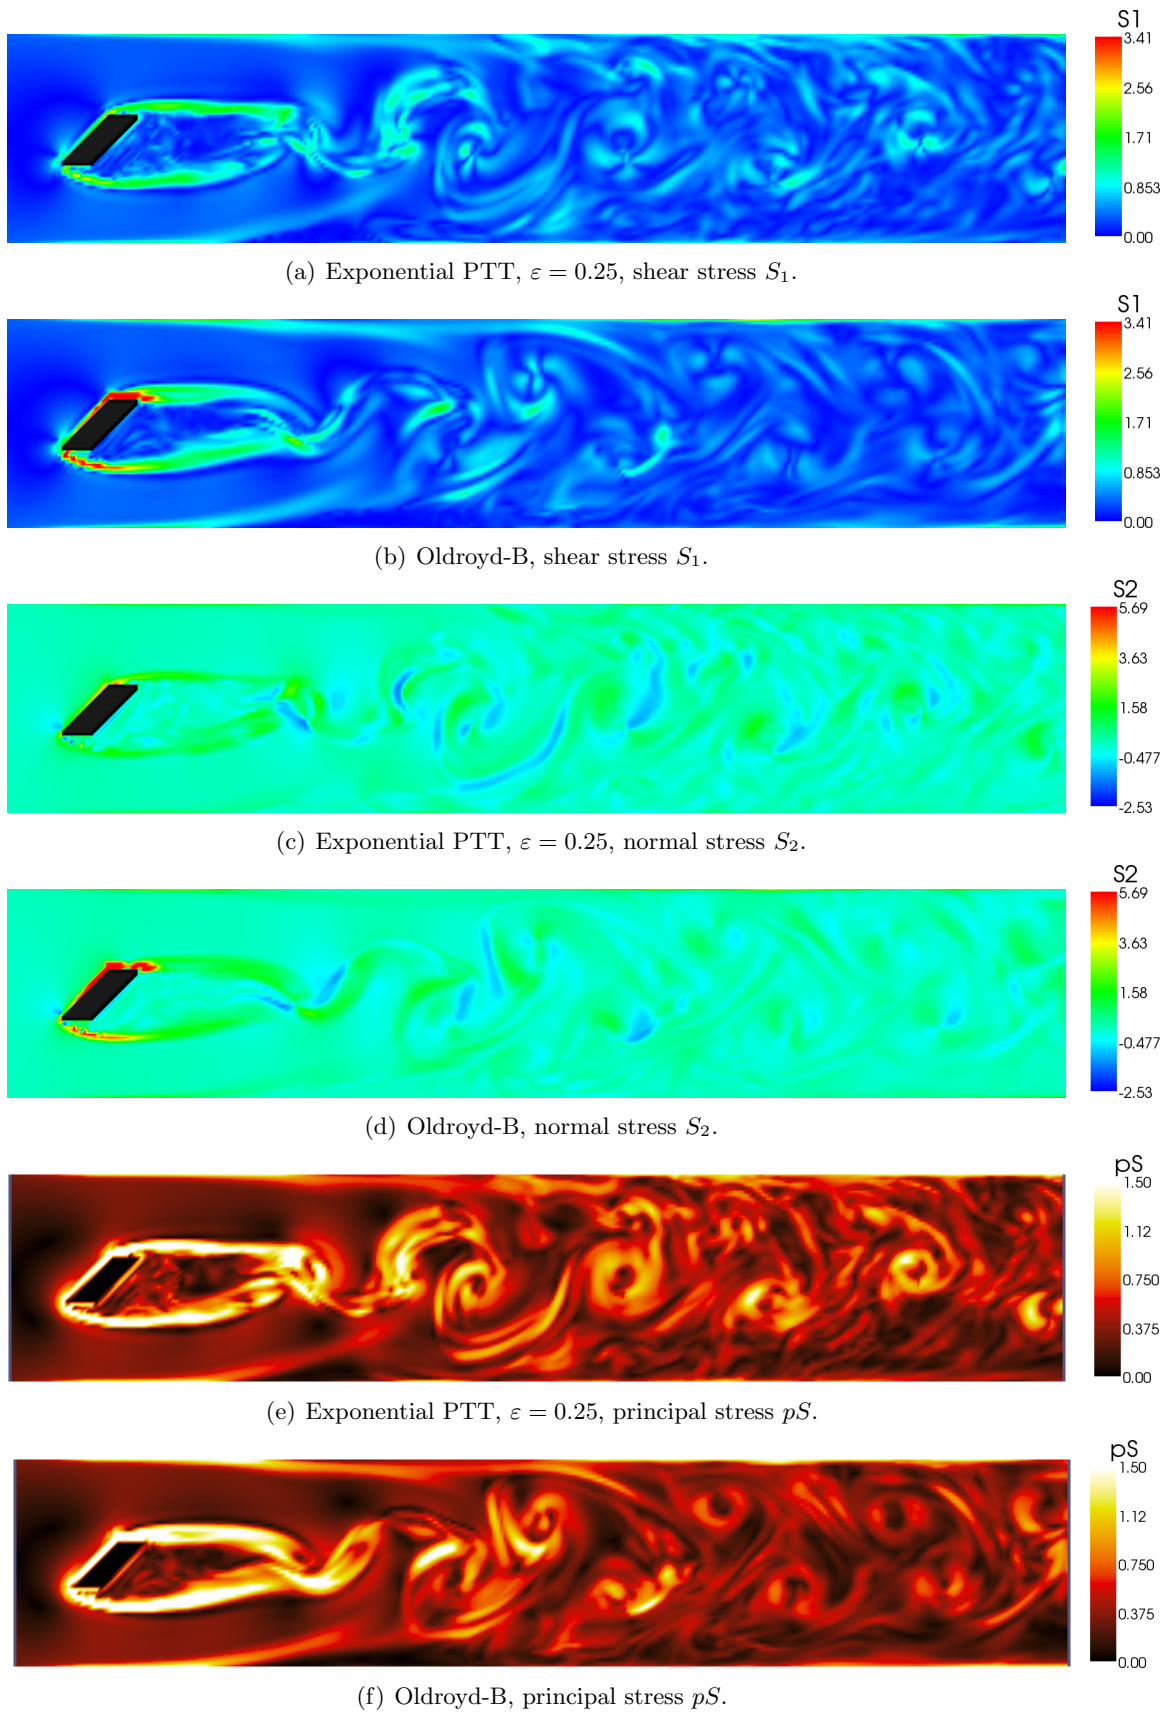 S1
3.41
2.56
1.71
0.853
0.00
(a) Exponential PTT, ε = 0.25, shear stress S₁.
S1
3.41
2.56
1.71
0.853
0.00
(b) Oldroyd-B, shear stress S₁.
S2
5.69
3.63
1.58
-0.477
-2.53
(c) Exponential PTT, ε = 0.25, normal stress S₂.
S2
5.69
3.63
1.58
-0.477
-2.53
(d) Oldroyd-B, normal stress S₂.
pS
1.50
1.12
0.750
0.375
0.00
(e) Exponential PTT, ε = 0.25, principal stress pS.
pS
1.50
1.12
0.750
0.375
0.00
(f) Oldroyd-B, principal stress pS.